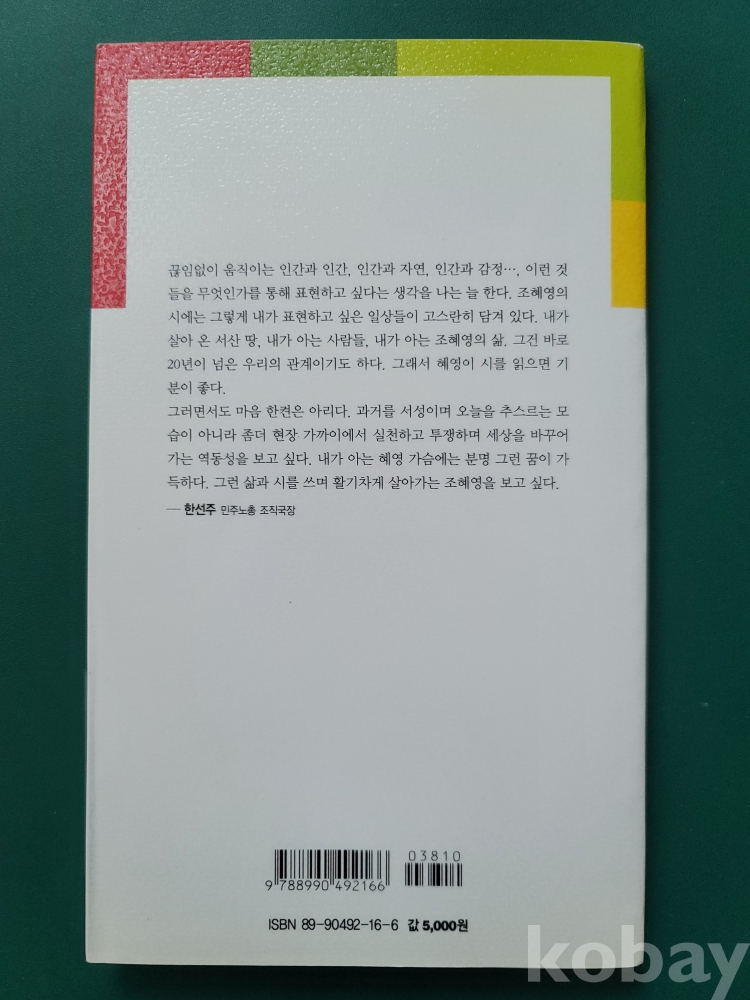 끊임없이 움직이는 인간과 인간, 인간과 자연, 인간과 감정…, 이런 것
들을 무엇인가를 통해 표현하고 싶다는 생각을 나는 늘 한다. 조혜영의
시에는 그렇게 내가 표현하고 싶은 일상들이 고스란히 담겨 있다. 내가
살아 온 서산 땅, 내가 아는 사람들, 내가 아는 조혜영의 삶. 그건 바로
20년이 넘은 우리의 관계이기도 하다. 그래서 혜영이 시를 읽으면 기
분이 좋다.
그러면서도 마음 한켠은 아리다. 과거를 서성이며 오늘을 추스르는 모
습이 아니라 좀더 현장 가까이에서 실천하고 투쟁하며 세상을 바꾸어
가는 역동성을 보고 싶다. 내가 아는 혜영 가슴에는 분명 그런 꿈이 가
득하다. 그런 삶과 시를 쓰며 활기차게 살아가는 조혜영을 보고 싶다.
— 한선주 민주노총 조직국장
03810
9 788990 492166
ISBN 89-90492-16-6 값 5,000원
kobay